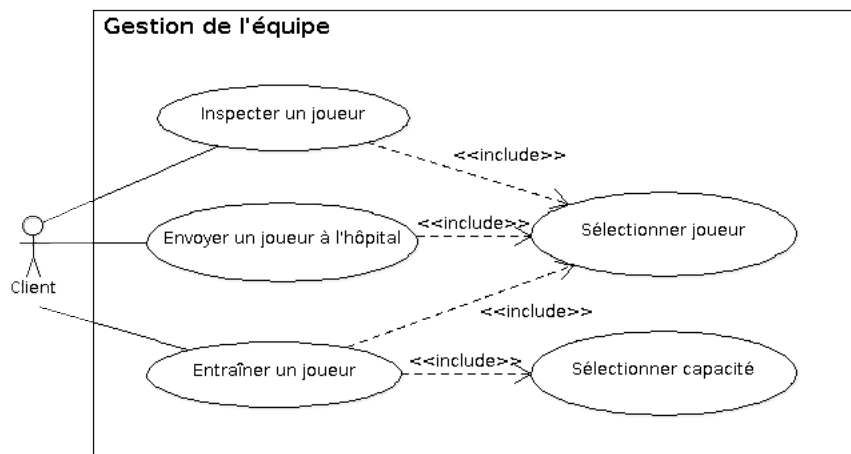 Gestion de l'équipe
Inspecter un joueur
<<include>>
Envoyer un joueur à l'hôpital
<<include>>
Sélectionner joueur
Client
<<include>>
Entraîner un joueur
<<include>>
Sélectionner capacité